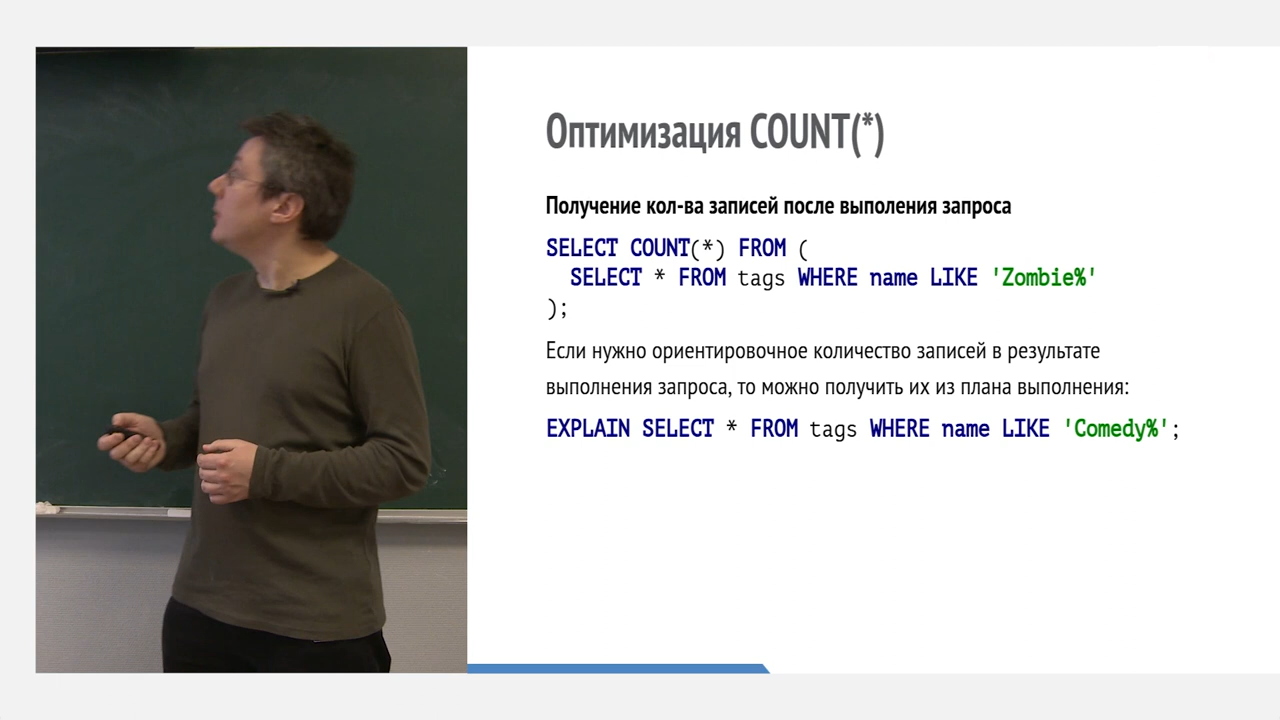 Оптимизация COUNT(*)
Получение кол-ва записей после выполения запроса
SELECT COUNT(*) FROM (
SELECT * FROM tags WHERE name LIKE 'Zombie%'
);
Если нужно ориентировочное количество записей в результате
выполнения запроса, то можно получить их из плана выполнения:
EXPLAIN SELECT * FROM tags WHERE name LIKE 'Comedy%';